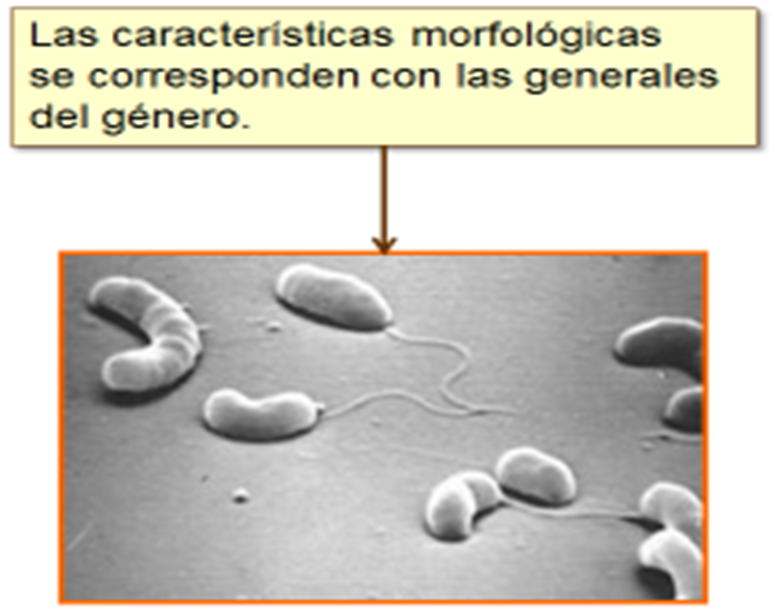 Las características morfológicas
se corresponden con las generales
del género.